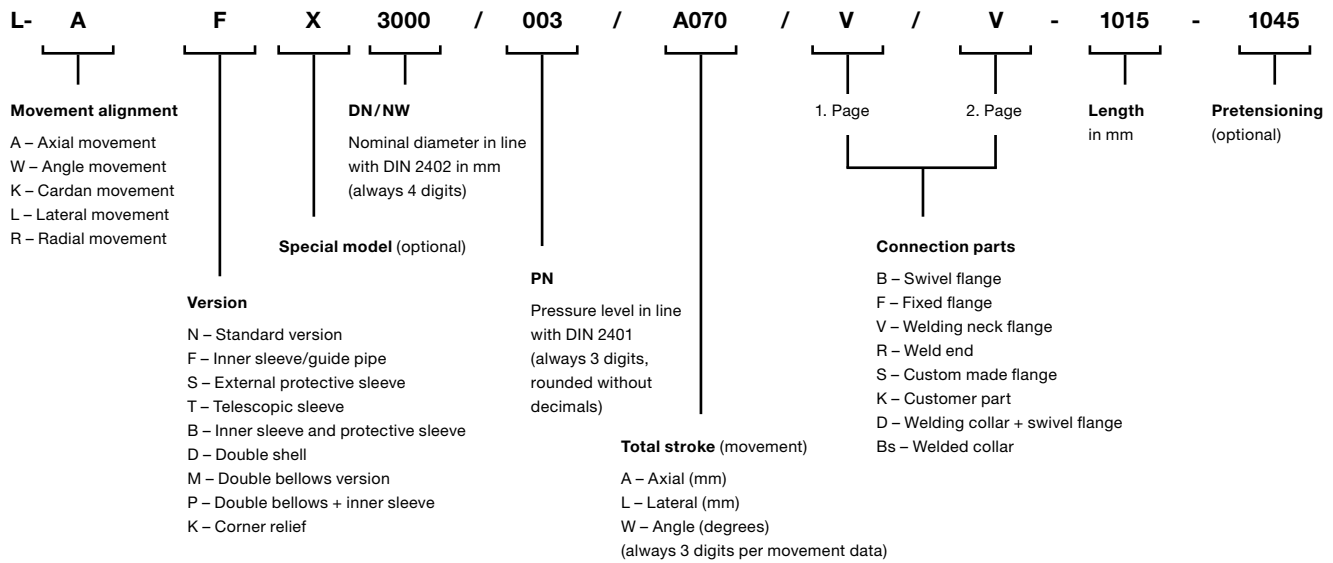 L- A F X 3000 / 003 / A070 / V / V - 1015 - 1045
Movement alignment
A – Axial movement
W – Angle movement
K – Cardan movement
L – Lateral movement
R – Radial movement
DN/NW
Nominal diameter in line
with DIN 2402 in mm
(always 4 digits)
1. Page
2. Page
Length
in mm
Pretensioning
(optional)
Special model (optional)
Version
N – Standard version
F – Inner sleeve/guide pipe
S – External protective sleeve
T – Telescopic sleeve
B – Inner sleeve and protective sleeve
D – Double shell
M – Double bellows version
P – Double bellows + inner sleeve
K – Corner relief
PN
Pressure level in line
with DIN 2401
(always 3 digits,
rounded without
decimals)
Total stroke (movement)
A – Axial (mm)
L – Lateral (mm)
W – Angle (degrees)
(always 3 digits per movement data)
Connection parts
B – Swivel flange
F – Fixed flange
V – Welding neck flange
R – Weld end
S – Custom made flange
K – Customer part
D – Welding collar + swivel flange
Bs – Welded collar